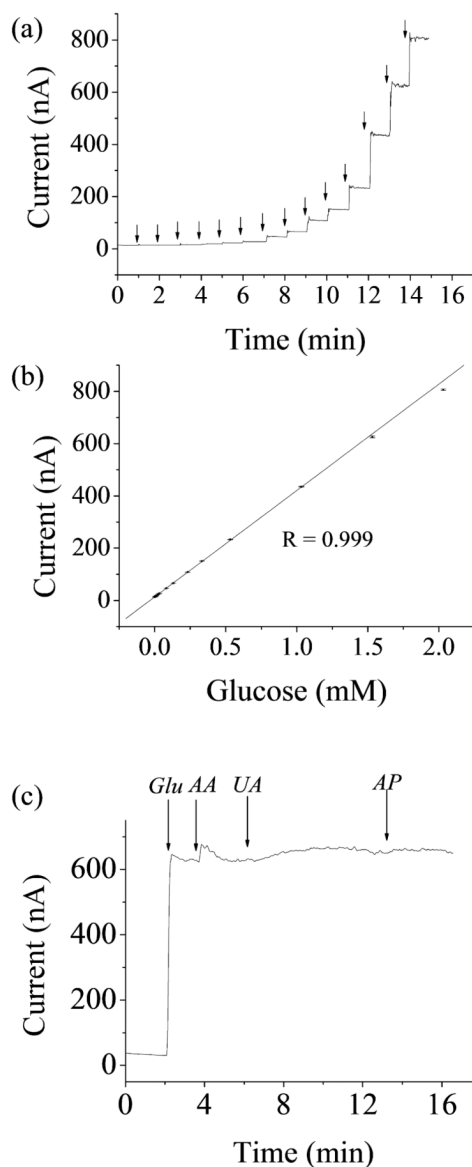 (a)
Current (nA)
800
600
400
200
0
0 2 4 6 8 10 12 14 16
Time (min)
(b)
Current (nA)
800
600
400
200
0
R = 0.999
0.0 0.5 1.0 1.5 2.0
Glucose (mM)
(c)
Glu AA UA AP
Current (nA)
600
400
200
0
0 4 8 12 16
Time (min)